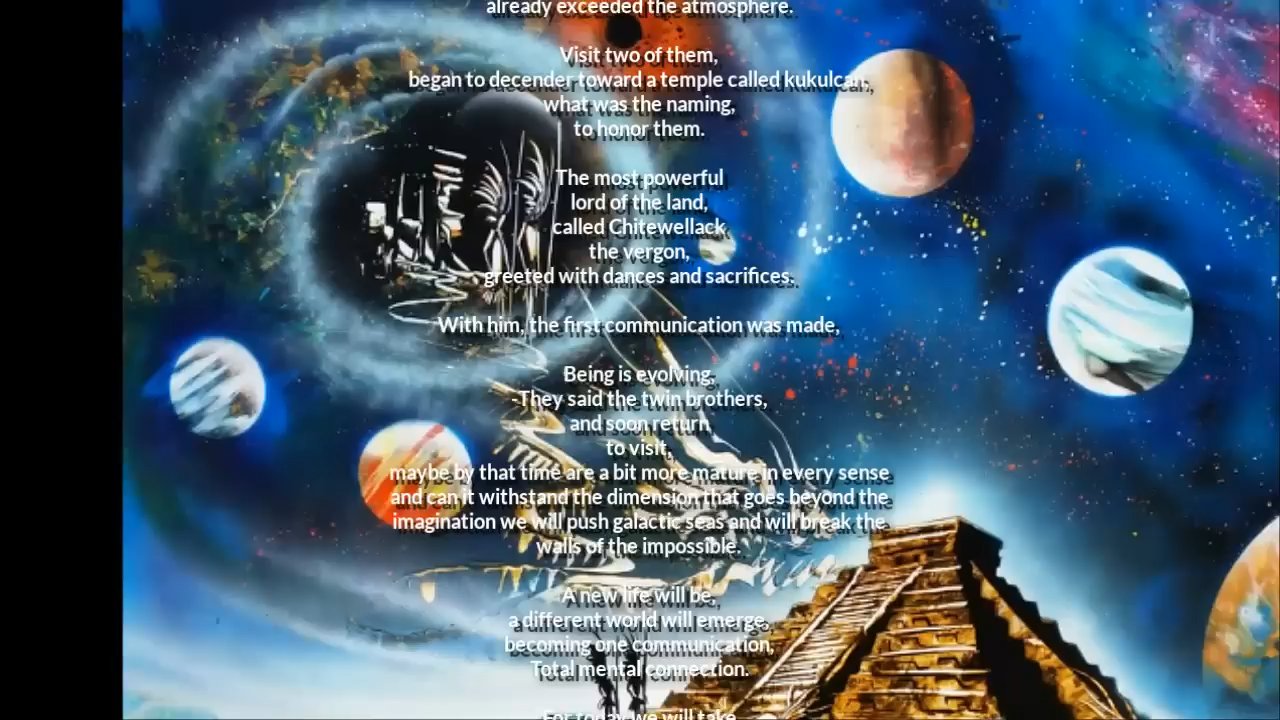 already exceeded the atmosphere.
Visit two of them,
began to decender toward a temple called kukulcan,
what was the naming,
to honor them.
The most powerful
lord of the land,
called Chitewellack
the vergon,
greeted with dances and sacrifices.
With him, the first communication was made,
Being is evolving,
-They said the twin brothers,
and soon return
to visit,
maybe by that time are a bit more mature in every sense
and can it withstand the dimension that goes beyond the
imagination we will push galactic seas and will break the
walls of the impossible.
A new life will be,
a different world will emerge,
becoming one communication,
Total mental connection.
For today we will take